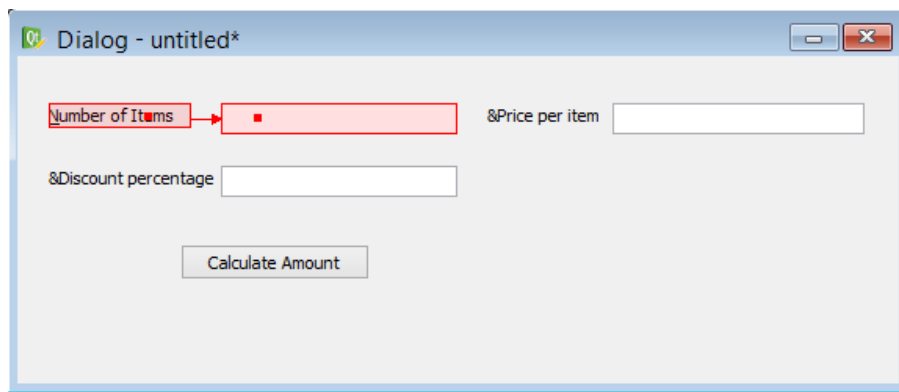 Dialog - untitled*
Number of Items &Price per item
&Discount percentage
Calculate Amount